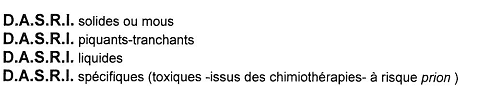 D.A.S.R.I. solides ou mous
D.A.S.R.I. piquants-tranchants
D.A.S.R.I. liquides
D.A.S.R.I. spécifiques (toxiques -issus des chimiothérapies- à risque prion )